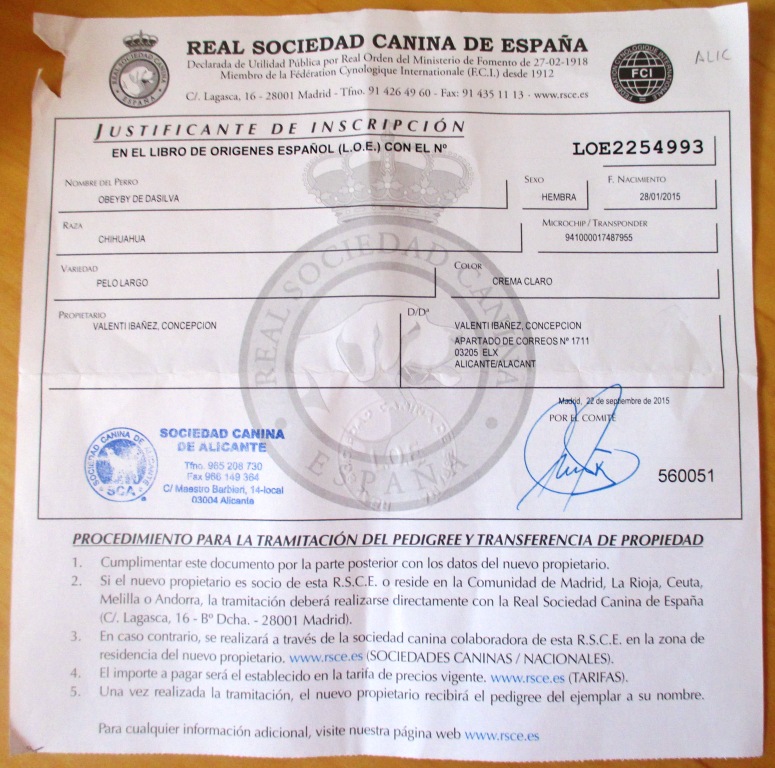 REAL SOCIEDAD CANINA DE ESPAÑA
Declarada de Utilidad Pública por Real Orden del Ministerio de Fomento de 27-02-1918
Miembro de la Fédération Cynologique Internationale (F.C.I.) desde 1912
C/. Lagasca, 16 - 28001 Madrid - Tfno. 91 426 49 60 - Fax: 91 435 11 13 - www.rsce.es
FCI
ALIC
JUSTIFICANTE DE INSCRIPCIÓN
EN EL LIBRO DE ORIGENES ESPAÑOL (L.O.E.) CON EL Nº
LOE2254993
NOMBRE DEL PERRO
SEXO
F. NACIMIENTO
OBEYBY DE DASILVA
HEMBRA
28/01/2015
RAZA
MICROCHIP / TRANSPONDER
CHIHUAHUA
941000017487955
VARIEDAD
COLOR
PELO LARGO
CREMA CLARO
PROPIETARIO
D/Dª
VALENTI IBAÑEZ, CONCEPCION
VALENTI IBAÑEZ, CONCEPCION
APARTADO DE CORREOS Nº 1711
03205 ELX
ALICANTE/ALACANT
REAL SOCIEDAD CANINA
L.O.E.
ESPAÑA
Madrid, 22 de septiembre de 2015
POR EL COMITÉ
560051
SOCIEDAD CANINA DE ALICANTE
SCA
SOCIEDAD CANINA
DE ALICANTE
Tfno. 965 208 730
Fax 966 149 364
C/ Maestro Barbieri, 14-local
03004 Alicante
PROCEDIMIENTO PARA LA TRAMITACIÓN DEL PEDIGREE Y TRANSFERENCIA DE PROPIEDAD
1. Cumplimentar este documento por la parte posterior con los datos del nuevo propietario.
2. Si el nuevo propietario es socio de esta R.S.C.E. o reside en la Comunidad de Madrid, La Rioja, Ceuta,
Melilla o Andorra, la tramitación deberá realizarse directamente con la Real Sociedad Canina de España
(C/. Lagasca, 16 - Bº Dcha. - 28001 Madrid).
3. En caso contrario, se realizará a través de la sociedad canina colaboradora de esta R.S.C.E. en la zona de
residencia del nuevo propietario. www.rsce.es (SOCIEDADES CANINAS / NACIONALES).
4. El importe a pagar será el establecido en la tarifa de precios vigente. www.rsce.es (TARIFAS).
5. Una vez realizada la tramitación, el nuevo propietario recibirá el pedigree del ejemplar a su nombre.
Para cualquier información adicional, visite nuestra página web www.rsce.es